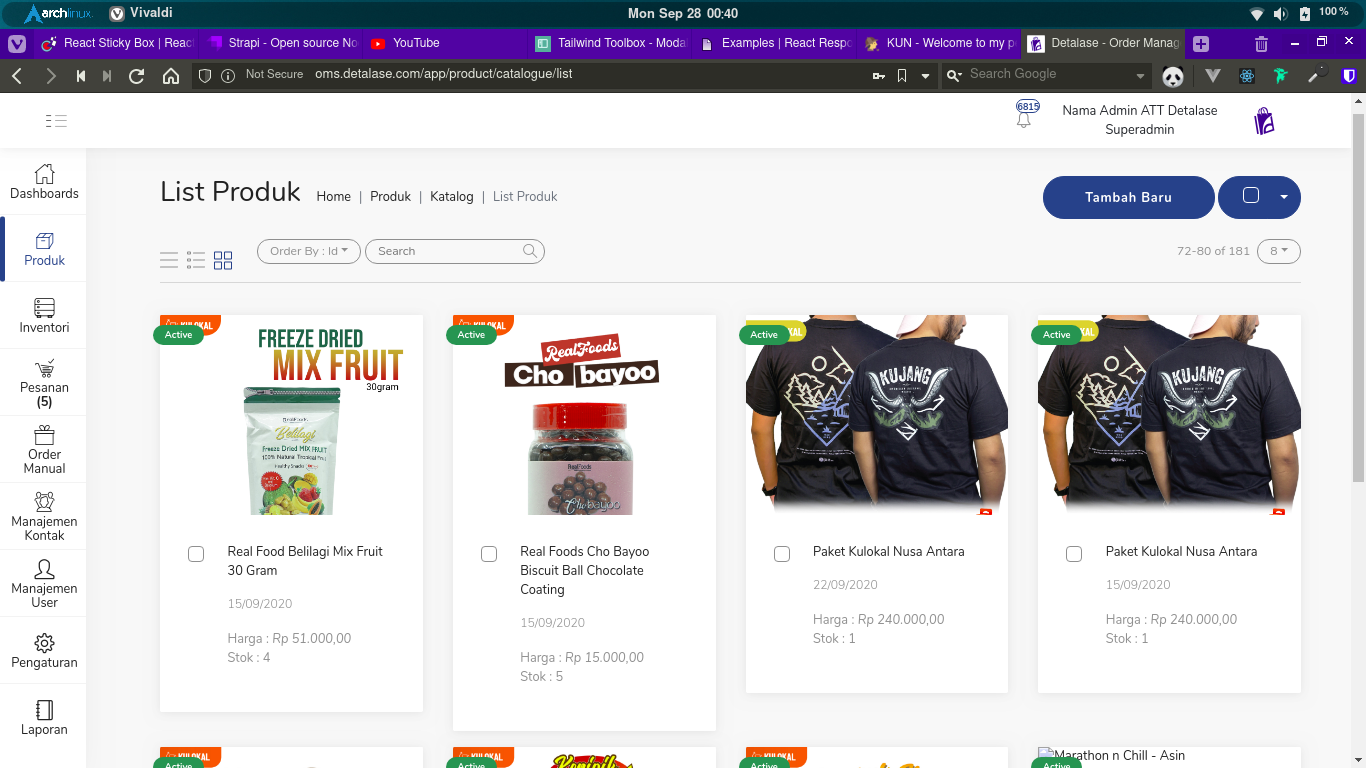 archlinux
Vivaldi
Mon Sep 28 00:40
100 %
React Sticky Box | Reac
Strapi - Open source No
YouTube
Tailwind Toolbox - Moda
Examples | React Respo
KUN - Welcome to my p
Detalase - Order Manag
Not Secure
oms.detalase.com/app/product/catalogue/list
Search Google
6815
Nama Admin ATT Detalase
Superadmin
Dashboards
Produk
Inventori
Pesanan
(5)
Order
Manual
Manajemen
Kontak
Manajemen
User
Pengaturan
Laporan
List Produk
Home | Produk | Katalog | List Produk
Tambah Baru
Order By : Id
Search
72-80 of 181
8
KULOKAL
Active
FREEZE DRIED
MIX FRUIT
30gram
RealFoods
Belilagi
Freeze Dried MIX FRUIT
100% Natural Tropical Fruit
Healthy Snacks
Real Food Belilagi Mix Fruit
30 Gram
15/09/2020
Harga : Rp 51.000,00
Stok : 4
KULOKAL
Active
RealFoods
Cho bayoo
RealFoods
Chobayoo
Real Foods Cho Bayoo
Biscuit Ball Chocolate
Coating
15/09/2020
Harga : Rp 15.000,00
Stok : 5
KAL
Active
KUJANG
Paket Kulokal Nusa Antara
22/09/2020
Harga : Rp 240.000,00
Stok : 1
KAL
Active
KUJANG
Paket Kulokal Nusa Antara
15/09/2020
Harga : Rp 240.000,00
Stok : 1
KULOKAL
Active
KULOKAL
Active
KULOKAL
Active
Marathon n Chill - Asin
Active